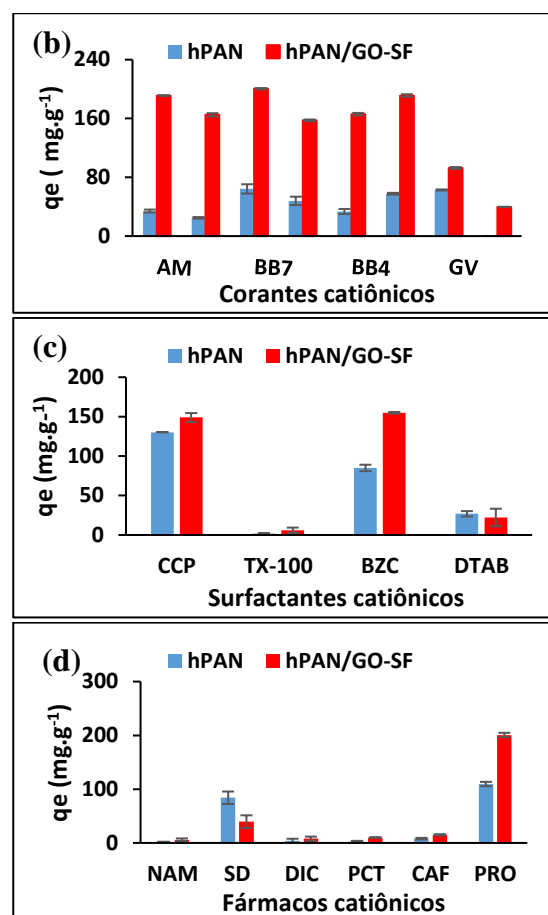 (b)
hPAN hPAN/GO-SF
240
160
80
0
qe ( mg.g⁻¹)
AM BB7 BB4 GV
Corantes catiônicos
(c)
hPAN hPAN/GO-SF
200
150
100
50
0
qe (mg.g-¹)
CCP TX-100 BZC DTAB
Surfactantes catiônicos
(d)
hPAN hPAN/GO-SF
300
200
100
0
qe (mg.g⁻¹)
NAM SD DIC PCT CAF PRO
Fármacos catiônicos